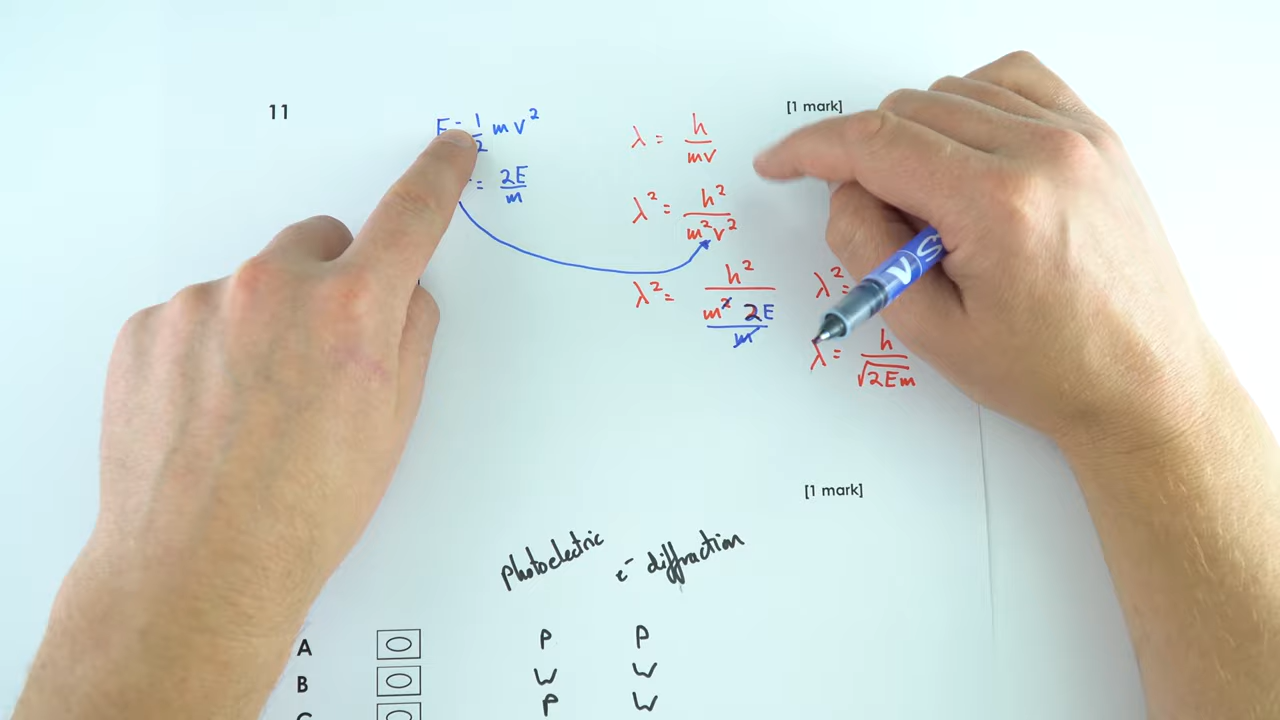 11
[1 mark]
E = 1/2 mv²
= 2E/m
λ = h/mv
λ² = h²/m²v²
λ² = h²/(m² 2E/m)
λ² =
λ = h/√2Em
[1 mark]
photoelectric e⁻ diffraction
A P P
B W W
P W